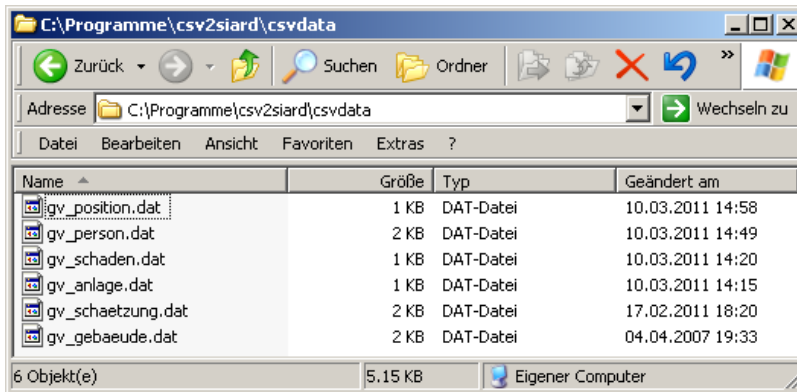 C:\Programme\csv2siard\csvdata
Zurück Suchen Ordner »
Adresse C:\Programme\csv2siard\csvdata Wechseln zu
Datei Bearbeiten Ansicht Favoriten Extras ?
Name Größe Typ Geändert am
gv_position.dat 1 KB DAT-Datei 10.03.2011 14:58
gv_person.dat 2 KB DAT-Datei 10.03.2011 14:49
gv_schaden.dat 1 KB DAT-Datei 10.03.2011 14:20
gv_anlage.dat 1 KB DAT-Datei 10.03.2011 14:15
gv_schaetzung.dat 2 KB DAT-Datei 17.02.2011 18:20
gv_gebaeude.dat 2 KB DAT-Datei 04.04.2007 19:33
6 Objekt(e) 5.15 KB Eigener Computer